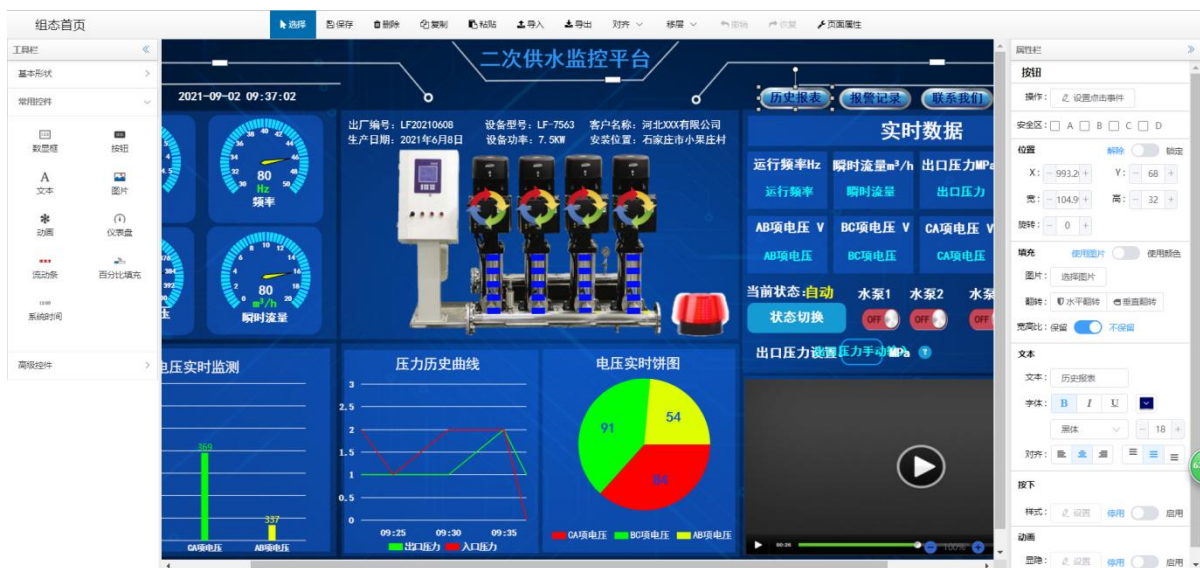 组态首页 选择 保存 删除 复制 粘贴 导入 导出 对齐 移层 撤销 恢复 页面属性
工具栏
基本形状
常用控件
数显框 按钮
文本 图片
动画 仪表盘
流动条 百分比填充
系统时间
高级控件
二次供水监控平台
2021-09-02 09:37:02
历史报表 报警记录 联系我们
出厂编号: LF20210608 设备型号: LF-7563 客户名称: 河北XXX有限公司
生产日期: 2021年6月8日 设备功率: 7.5KW 安装位置: 石家庄市小果庄村
80
Hz
频率
80
m³/h
瞬时流量
实时数据
运行频率Hz 瞬时流量m³/h 出口压力MPa
运行频率 瞬时流量 出口压力
AB项电压 V BC项电压 V CA项电压 V
AB项电压 BC项电压 CA项电压
当前状态:自动 水泵1 水泵2 水泵
状态切换 OFF OFF OFF
出口压力设置 MPa
电压实时监测
369
337
CA项电压 AB项电压
压力历史曲线
3
2.5
2
1.5
1
0.5
0
09:25 09:30 09:35
出口压力 入口压力
电压实时饼图
91 54
84
CA项电压 BC项电压 AB项电压
00:26
100%
属性栏
按钮
操作: 设置点击事件
安全区: A B C D
位置 解除 锁定
X: 993.2 Y: 68
宽: 104.9 高: 32
旋转: 0
填充 使用图片 使用颜色
图片: 选择图片
翻转: 水平翻转 垂直翻转
宽高比: 保留 不保留
文本
文本: 历史报表
字体: B I U
黑体 18
对齐:
按下
样式: 设置 停用 启用
动画
显隐: 设置 停用 启用